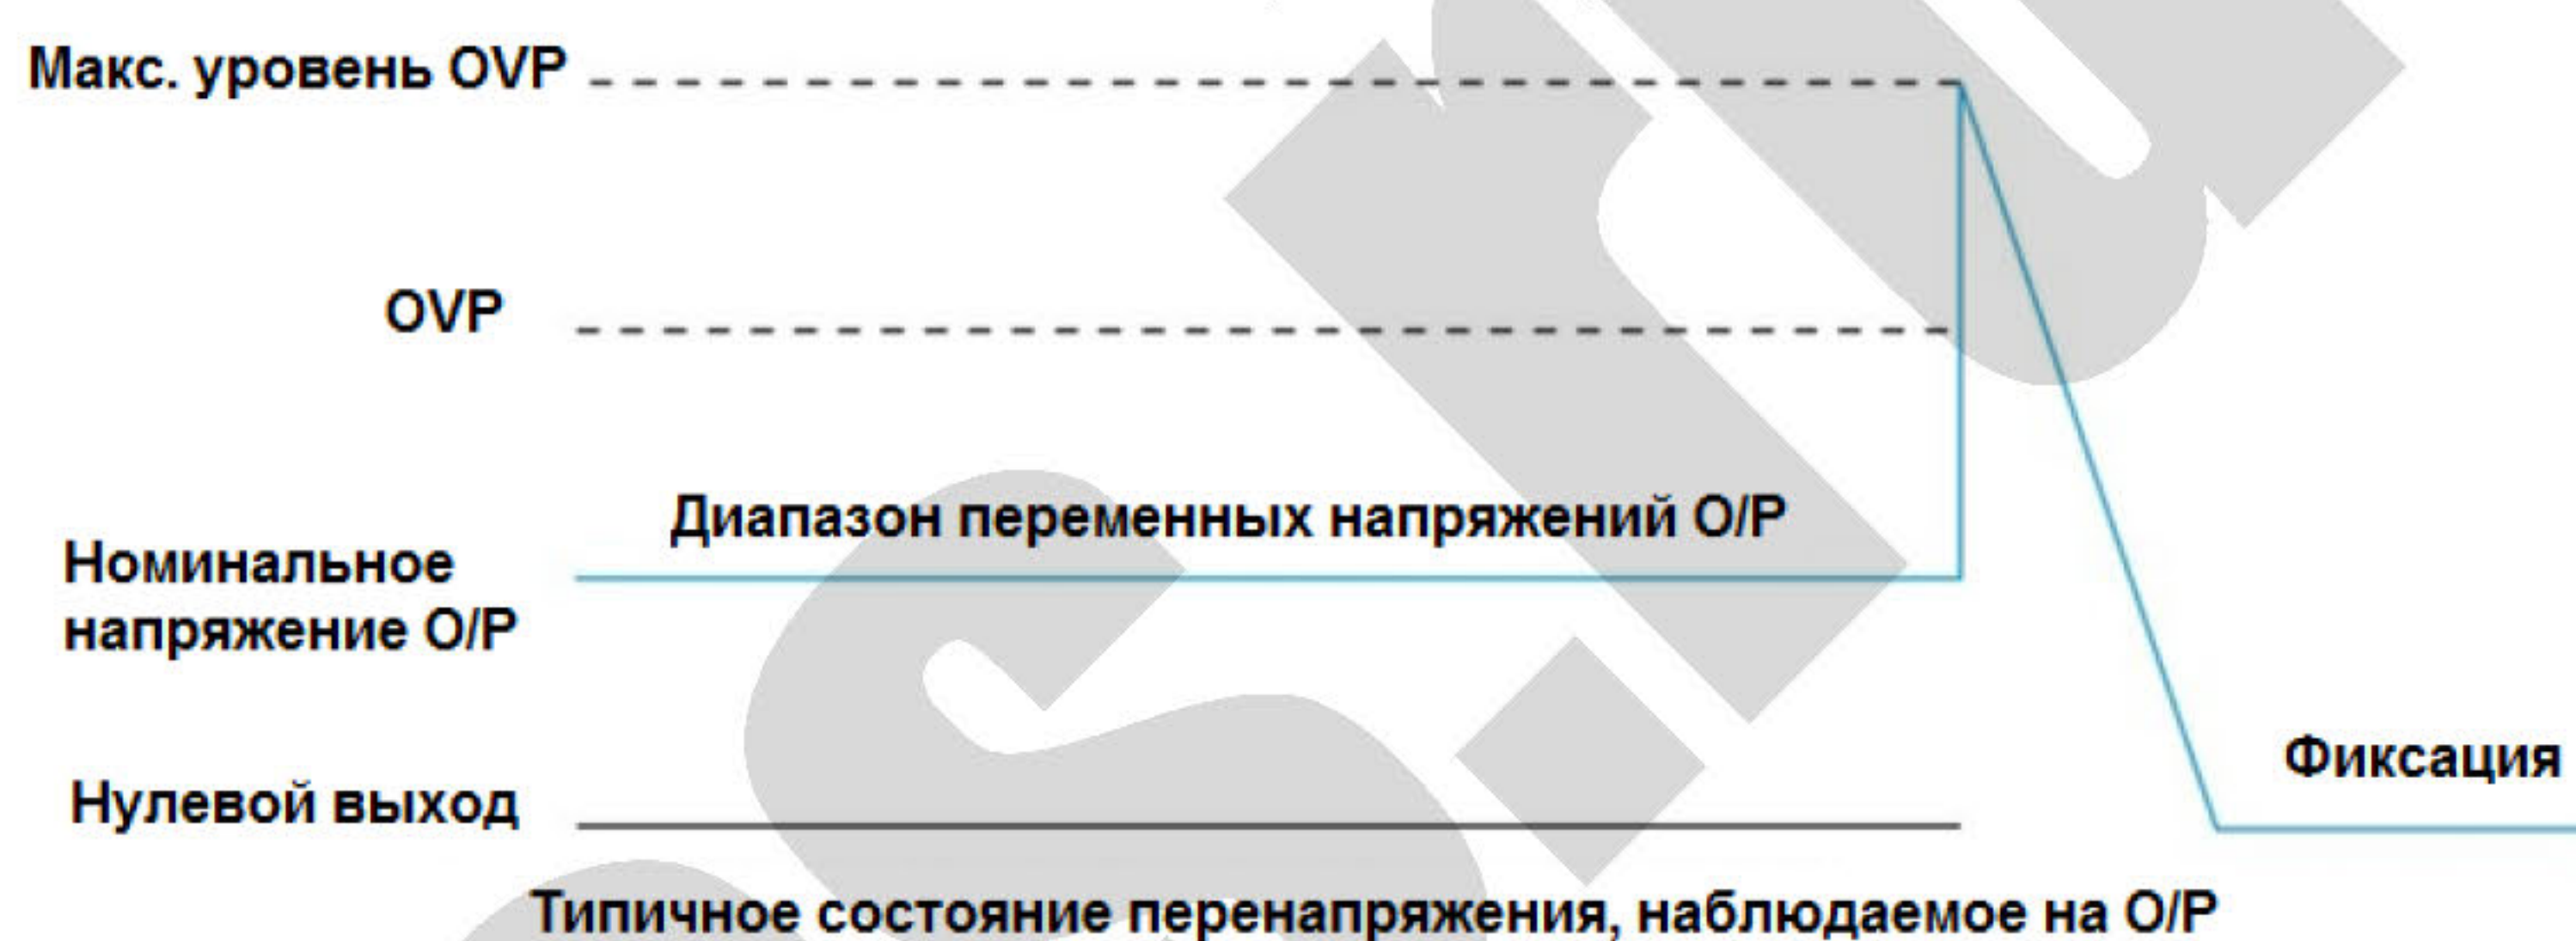 Макс. уровень OVP
OVP
Диапазон переменных напряжений O/P
Номинальное
напряжение O/P
Фиксация
Нулевой выход
Типичное состояние перенапряжения, наблюдаемое на O/P